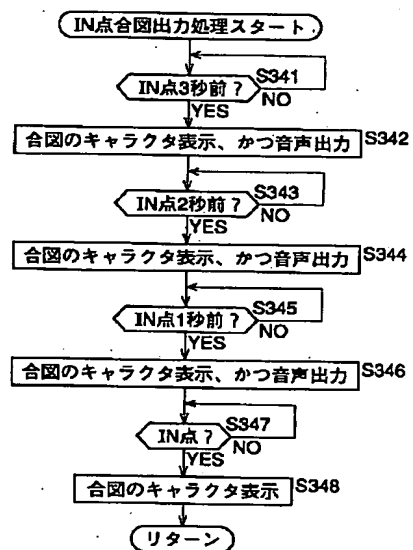 IN点合図出力処理スタート
S341
IN点3秒前？
NO
YES
合図のキャラクタ表示、かつ音声出力 S342
S343
IN点2秒前？
NO
YES
合図のキャラクタ表示、かつ音声出力 S344
S345
IN点1秒前？
NO
YES
合図のキャラクタ表示、かつ音声出力 S346
S347
IN点？
NO
YES
合図のキャラクタ表示 S348
リターン